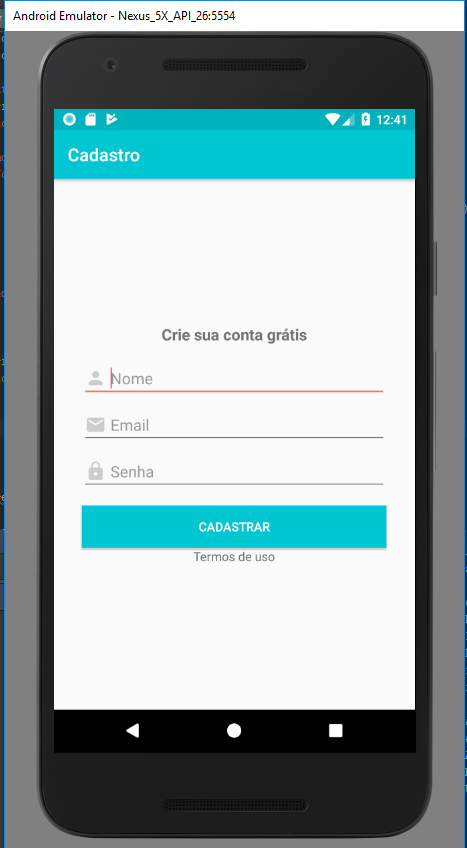 Android Emulator - Nexus_5X_API_26:5554
12:41
Cadastro
Crie sua conta grátis
Nome
Email
Senha
CADASTRAR
Termos de uso